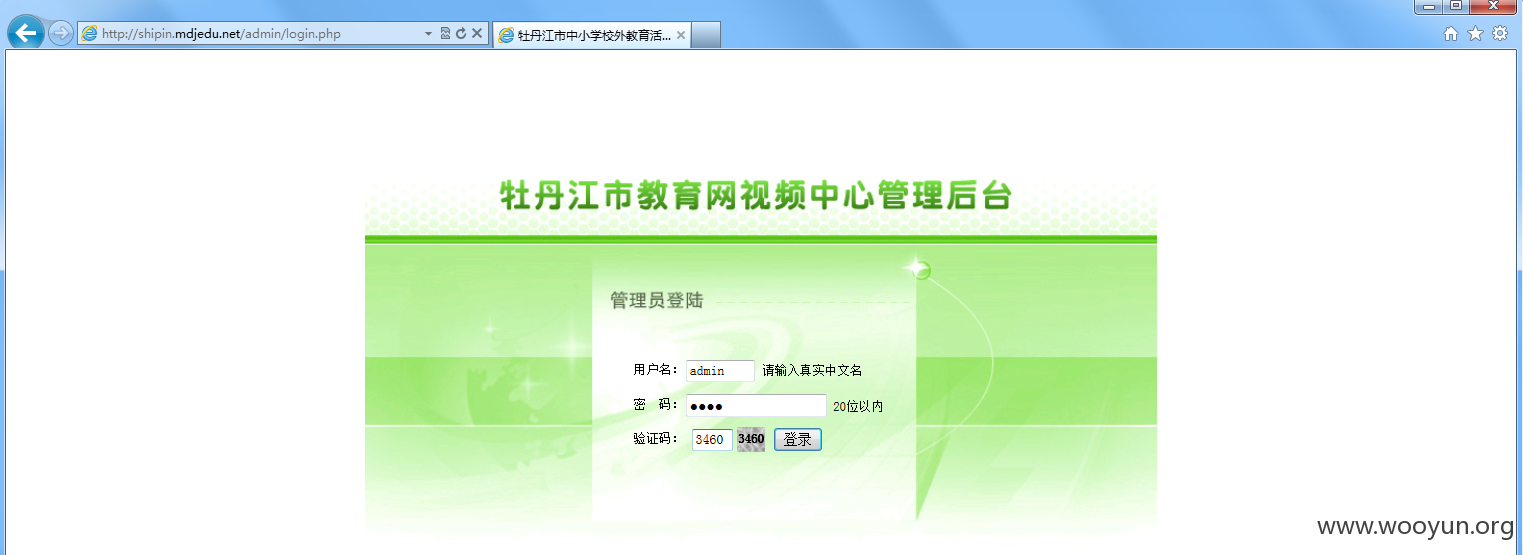 http://shipin.mdjedu.net/admin/login.php
牡丹江市中小学校外教育活...
牡丹江市教育网视频中心管理后台
管理员登陆
用户名: admin 请输入真实中文名
密 码: ●●●● 20位以内
验证码: 3460 3460 登录
www.wooyun.org